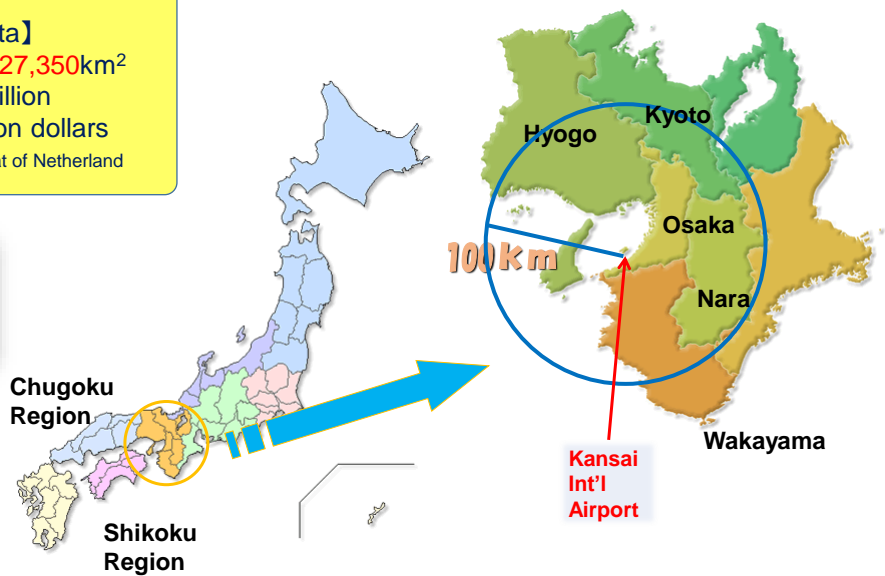 ta】
27,350km²
illion
on dollars
at of Netherland
Hyogo
Kyoto
Osaka
100Km
Nara
Chugoku
Region
Wakayama
Kansai
Int'l
Airport
Shikoku
Region